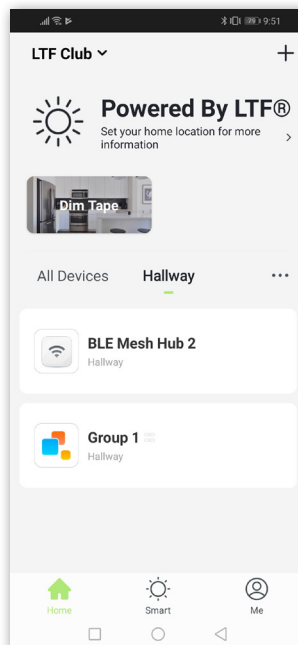 39 9:51
LTF Club
Powered By LTF®
Set your home location for more
information
Dim Tape
All Devices Hallway
BLE Mesh Hub 2
Hallway
Group 1
Hallway
Home Smart Me